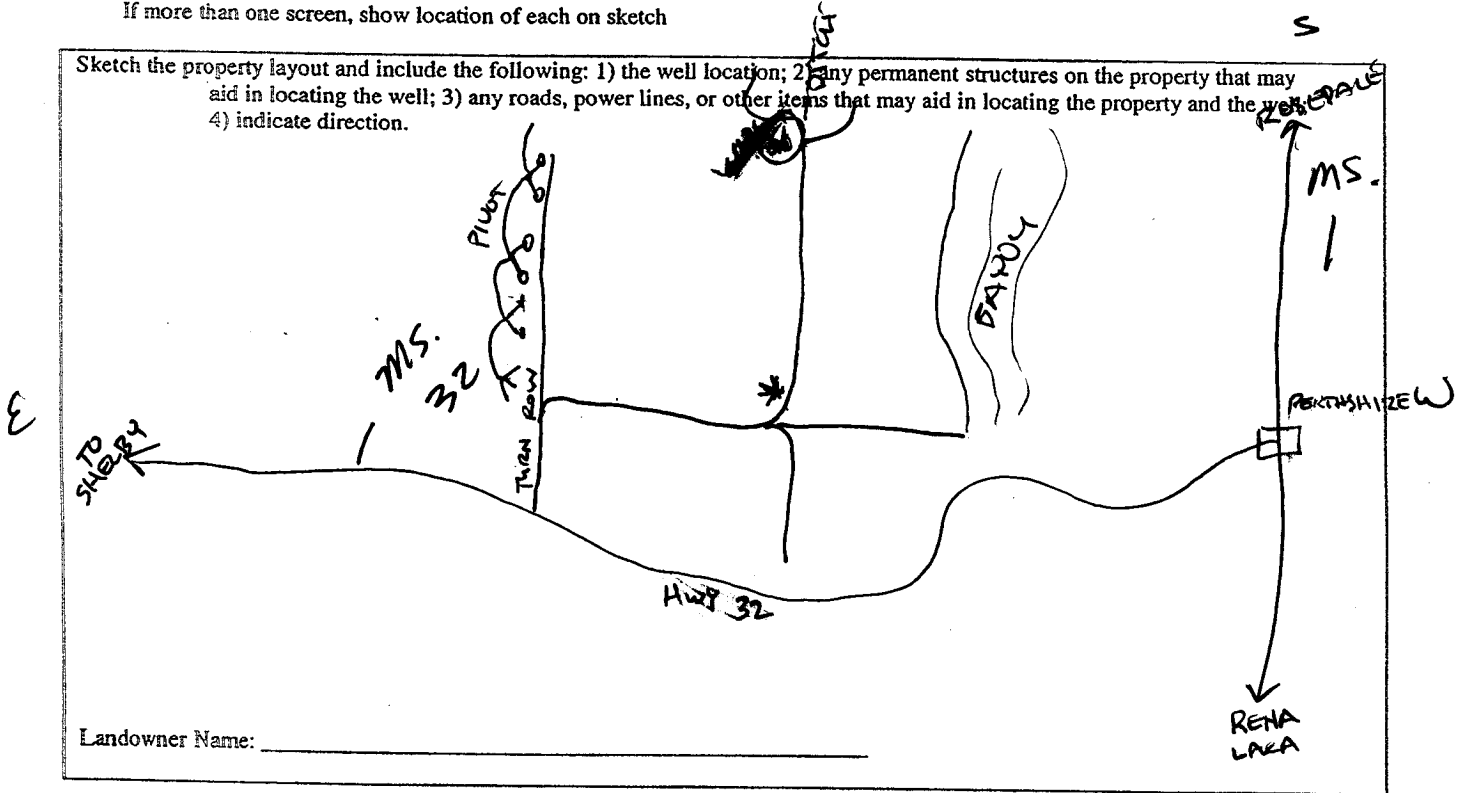 If more than one screen, show location of each on sketch
S
Sketch the property layout and include the following: 1) the well location; 2) any permanent structures on the property that may
aid in locating the well; 3) any roads, power lines, or other items that may aid in locating the property and the well;
4) indicate direction.
DITCH
ROSEDALE
MS.
1
PIVOT
BAYOU
MS.
32
E
TO
SHELBY
TURN ROW
PERTHSHIRE W
HWY 32
RENA
LARA
Landowner Name: